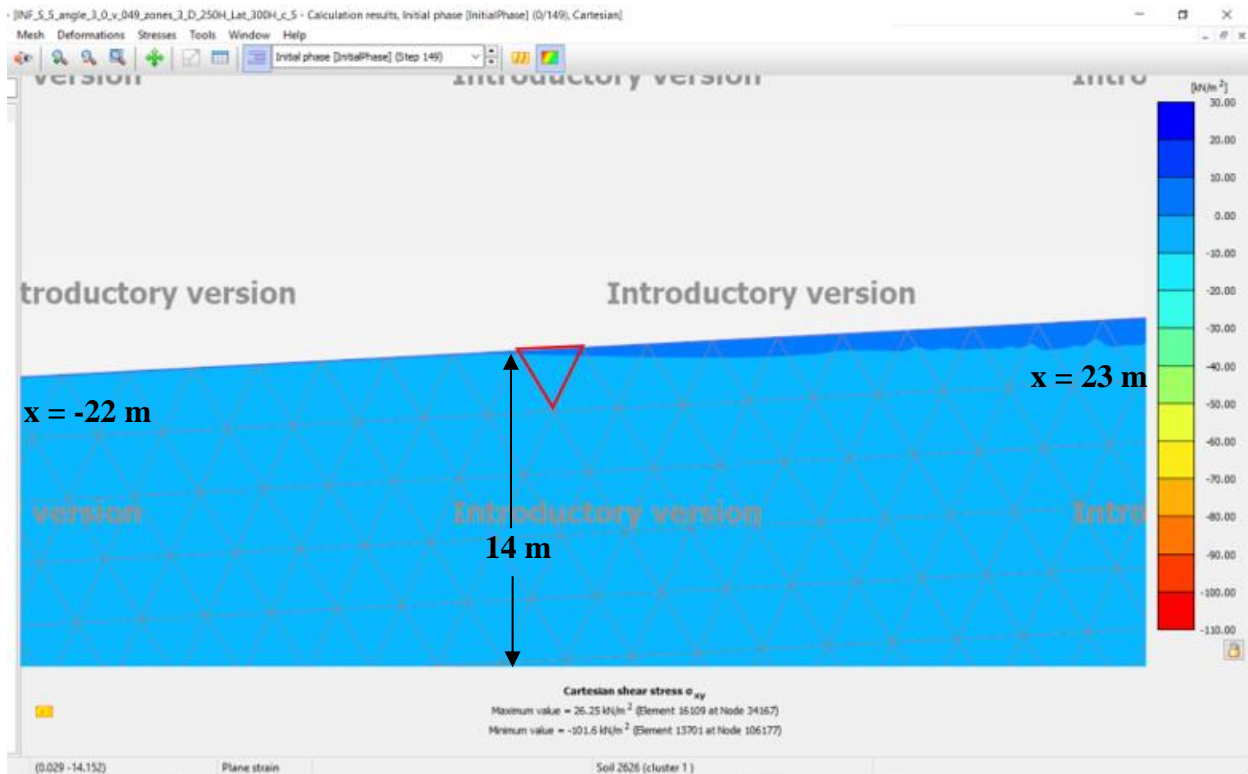 - [INF_S_5_angle_3_0_v_049_zones_3_D_250H_Lat_300H_c_5 - Calculation results, Initial phase [InitialPhase] (0/149), Cartesian]
Mesh Deformations Stresses Tools Window Help
Initial phase [InitialPhase] (Step 149)
version Introductory version Intro
[kN/m²]
30.00
20.00
10.00
0.00
-10.00
-20.00
-30.00
-40.00
-50.00
-60.00
-70.00
-80.00
-90.00
-100.00
-110.00
troductory version Introductory version
x = -22 m
x = 23 m
version Introductory version Intro
14 m
Cartesian shear stress σxy
Maximum value = 26.25 kN/m² (Element 16109 at Node 34167)
Minimum value = -101.6 kN/m² (Element 13701 at Node 106177)
(0.029 -14.152) Plane strain Soil 2626 (cluster 1 )